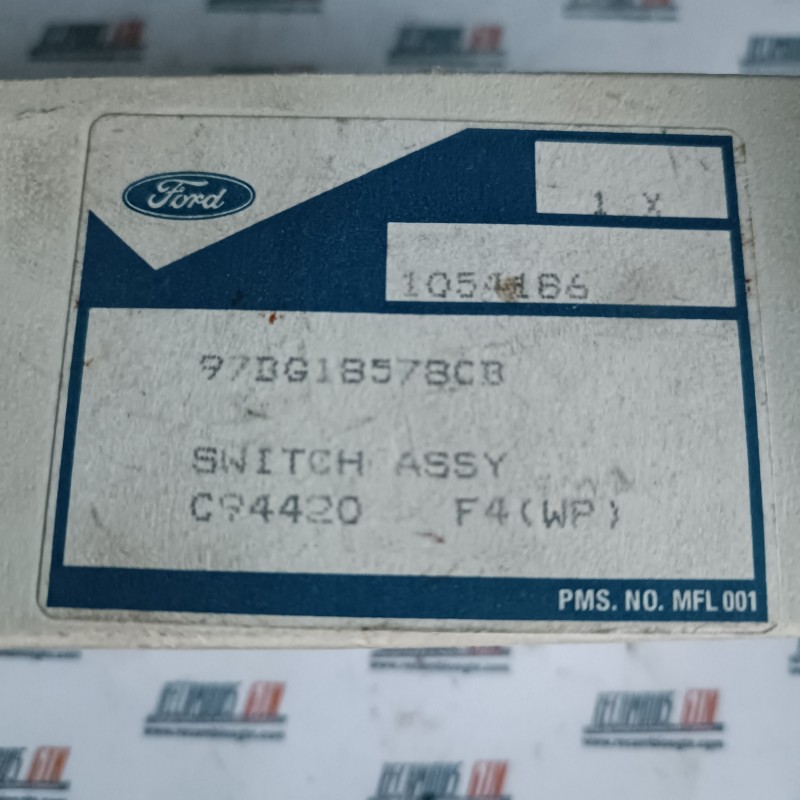 Ford
1 X
1054186
97BG18578CB
SWITCH ASSY
C94420 F4(WP)
PMS. NO. MFL 001